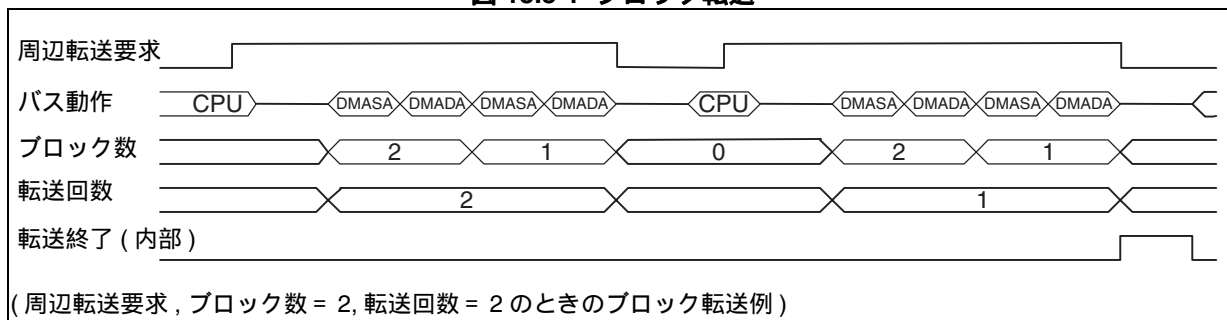 周辺転送要求
バス動作 CPU DMASA DMADA DMASA DMADA CPU DMASA DMADA DMASA DMADA
ブロック数 2 1 0 2 1
転送回数 2 1
転送終了 ( 内部 )
( 周辺転送要求 , ブロック数 = 2, 転送回数 = 2 のときのブロック転送例 )